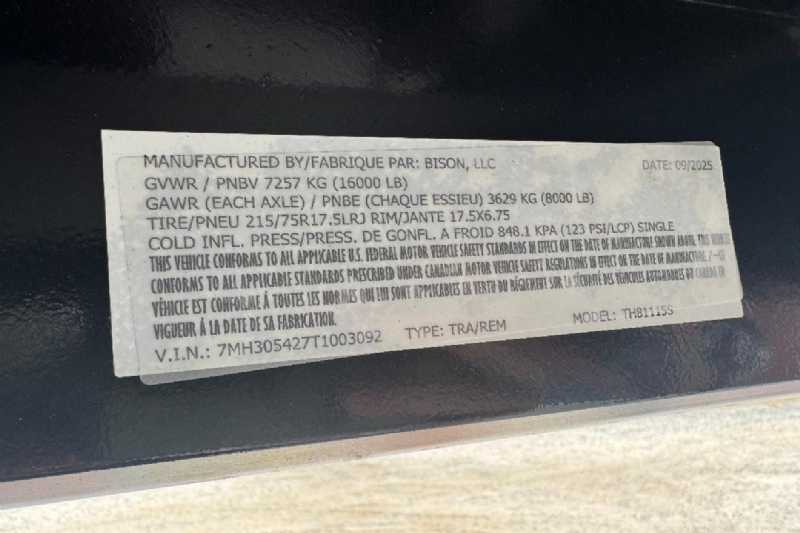 MANUFACTURED BY/FABRIQUE PAR: BISON, LLC DATE: 09/2025
GVWR / PNBV 7257 KG (16000 LB)
GAWR (EACH AXLE) / PNBE (CHAQUE ESSIEU) 3629 KG (8000 LB)
TIRE/PNEU 215/75R17.5LRJ RIM/JANTE 17.5X6.75
COLD INFL. PRESS/PRESS. DE GONFL. A FROID 848.1 KPA (123 PSI/LCP) SINGLE
THIS VEHICLE CONFORMS TO ALL APPLICABLE U.S. FEDERAL MOTOR VEHICLE SAFETY STANDARDS IN EFFECT ON THE DATE OF MANUFACTURE SHOWN ABOVE. THIS VEHICLE
CONFORMS TO ALL APPLICABLE STANDARDS PRESCRIBED UNDER CANADIAN MOTOR VEHICLE SAFETY REGULATIONS IN EFFECT ON THE DATE OF MANUFACTURE. / -CE
VÉHICLE EST CONFORME À TOUTES LES NORMES QUI LUI SONT APPLICABLES EN VERTU DU RÈGLEMENT SUR LA SÉCURITÉ DES VÉHICULES AUTOMOBILES DU CANADA EN
VIGUEUR À LA DATE DE SA FABRICATION.
V.I.N.: 7MH305427T1003092 TYPE: TRA/REM MODEL: TH8111SS